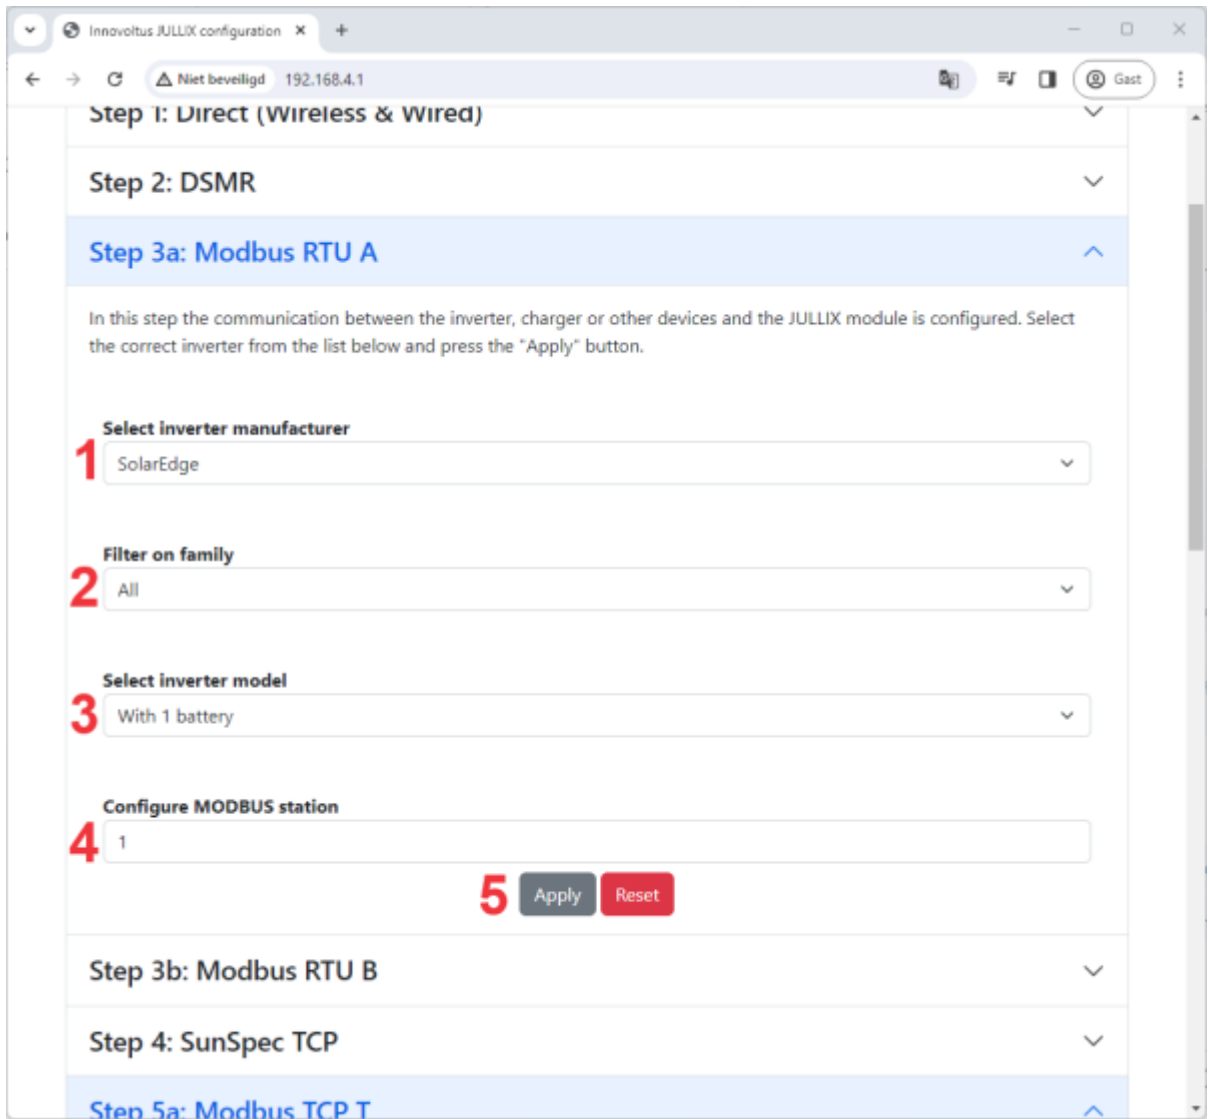 Innovoltus JULLIX configuration
Niet beveiligd 192.168.4.1 Gast
Step 1: Direct (Wireless & Wired)
Step 2: DSMR
Step 3a: Modbus RTU A
In this step the communication between the inverter, charger or other devices and the JULLIX module is configured. Select
the correct inverter from the list below and press the "Apply" button.
Select inverter manufacturer
1 SolarEdge
Filter on family
2 All
Select inverter model
3 With 1 battery
Configure MODBUS station
4 1
5 Apply Reset
Step 3b: Modbus RTU B
Step 4: SunSpec TCP
Step 5a: Modbus TCP T